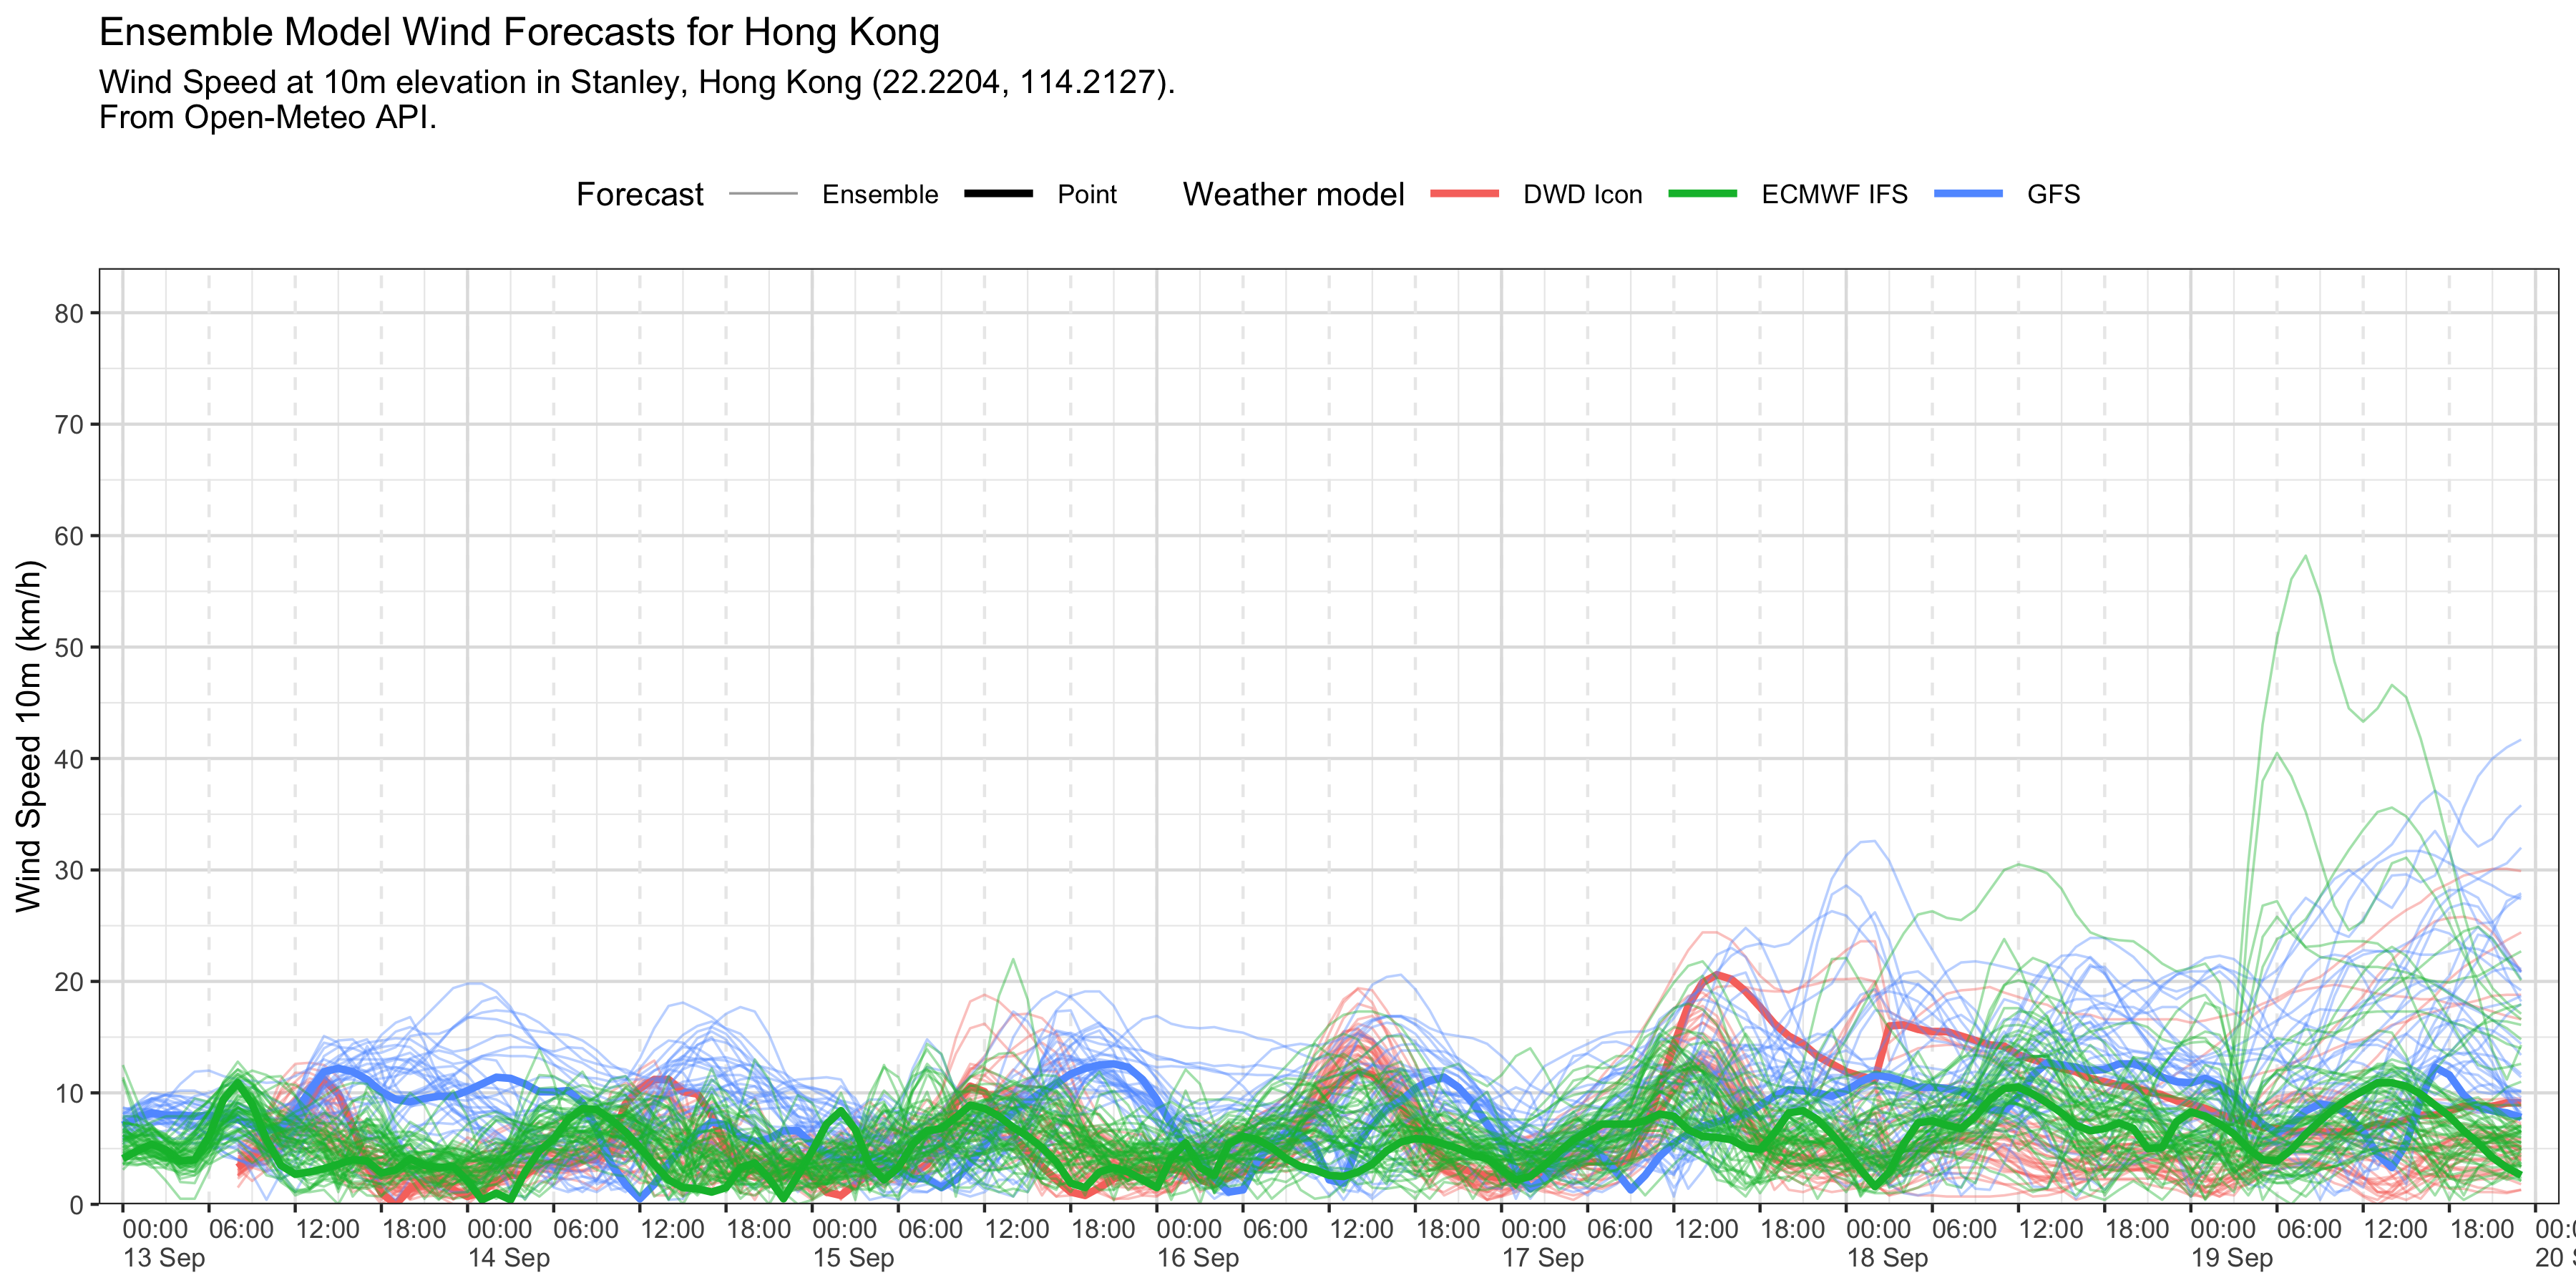 Ensemble Model Wind Forecasts for Hong Kong
Wind Speed at 10m elevation in Stanley, Hong Kong (22.2204, 114.2127).
From Open-Meteo API.
Forecast Ensemble Point Weather model DWD Icon ECMWF IFS GFS
Wind Speed 10m (km/h)
80
70
60
50
40
30
20
10
0
00:00 06:00 12:00 18:00 00:00 06:00 12:00 18:00 00:00 06:00 12:00 18:00 00:00 06:00 12:00 18:00 00:00 06:00 12:00 18:00 00:00 06:00 12:00 18:00 00:00 06:00 12:00 18:00
13 Sep 14 Sep 15 Sep 16 Sep 17 Sep 18 Sep 19 Sep 20